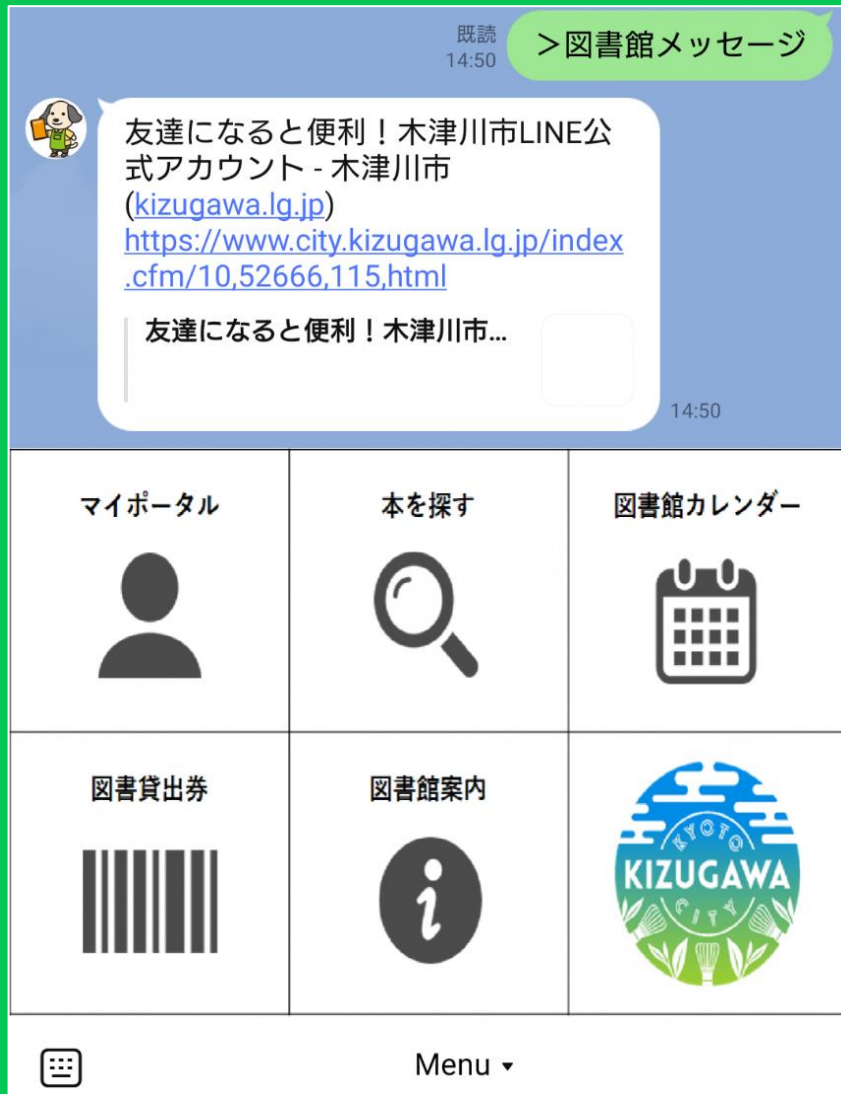 既読
14:50
>図書館メッセージ
友達になると便利！木津川市LINE公
式アカウント - 木津川市
(kizugawa.lg.jp)
https://www.city.kizugawa.lg.jp/index
.cfm/10,52666,115,html
友達になると便利！木津川市...
14:50
マイポータル
本を探す
図書館カレンダー
図書貸出券
図書館案内
KYOTO
KIZUGAWA
CITY
Menu